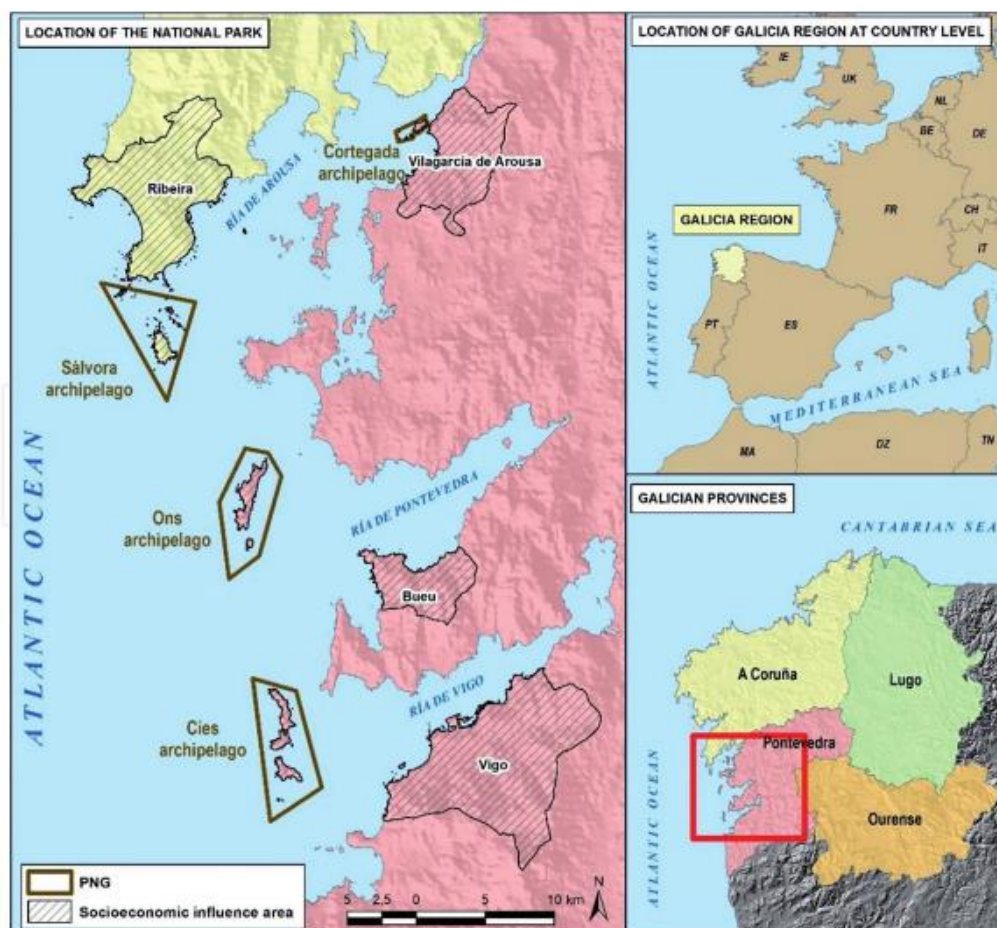 LOCATION OF THE NATIONAL PARK
Cortegada
archipelago
Vilagarcía de Arousa
Ribeira
RÍA DE AROUSA
Sálvora
archipelago
ATLANTIC OCEAN
Ons
archipelago
RÍA DE PONTEVEDRA
Bueu
Cies
archipelago
RÍA DE VIGO
Vigo
PNG
Socioeconomic influence area
5 2,5 0 5 10 km
N
LOCATION OF GALICIA REGION AT COUNTRY LEVEL
IE
UK
NL
BE
DE
FR
CH
IT
GALICIA REGION
ATLANTIC OCEAN
PT
ES
MEDITERRANEAN SEA
MA
DZ
TN
GALICIAN PROVINCES
CANTABRIAN SEA
A Coruña
Lugo
Pontevedra
Ourense
ATLANTIC OCEAN